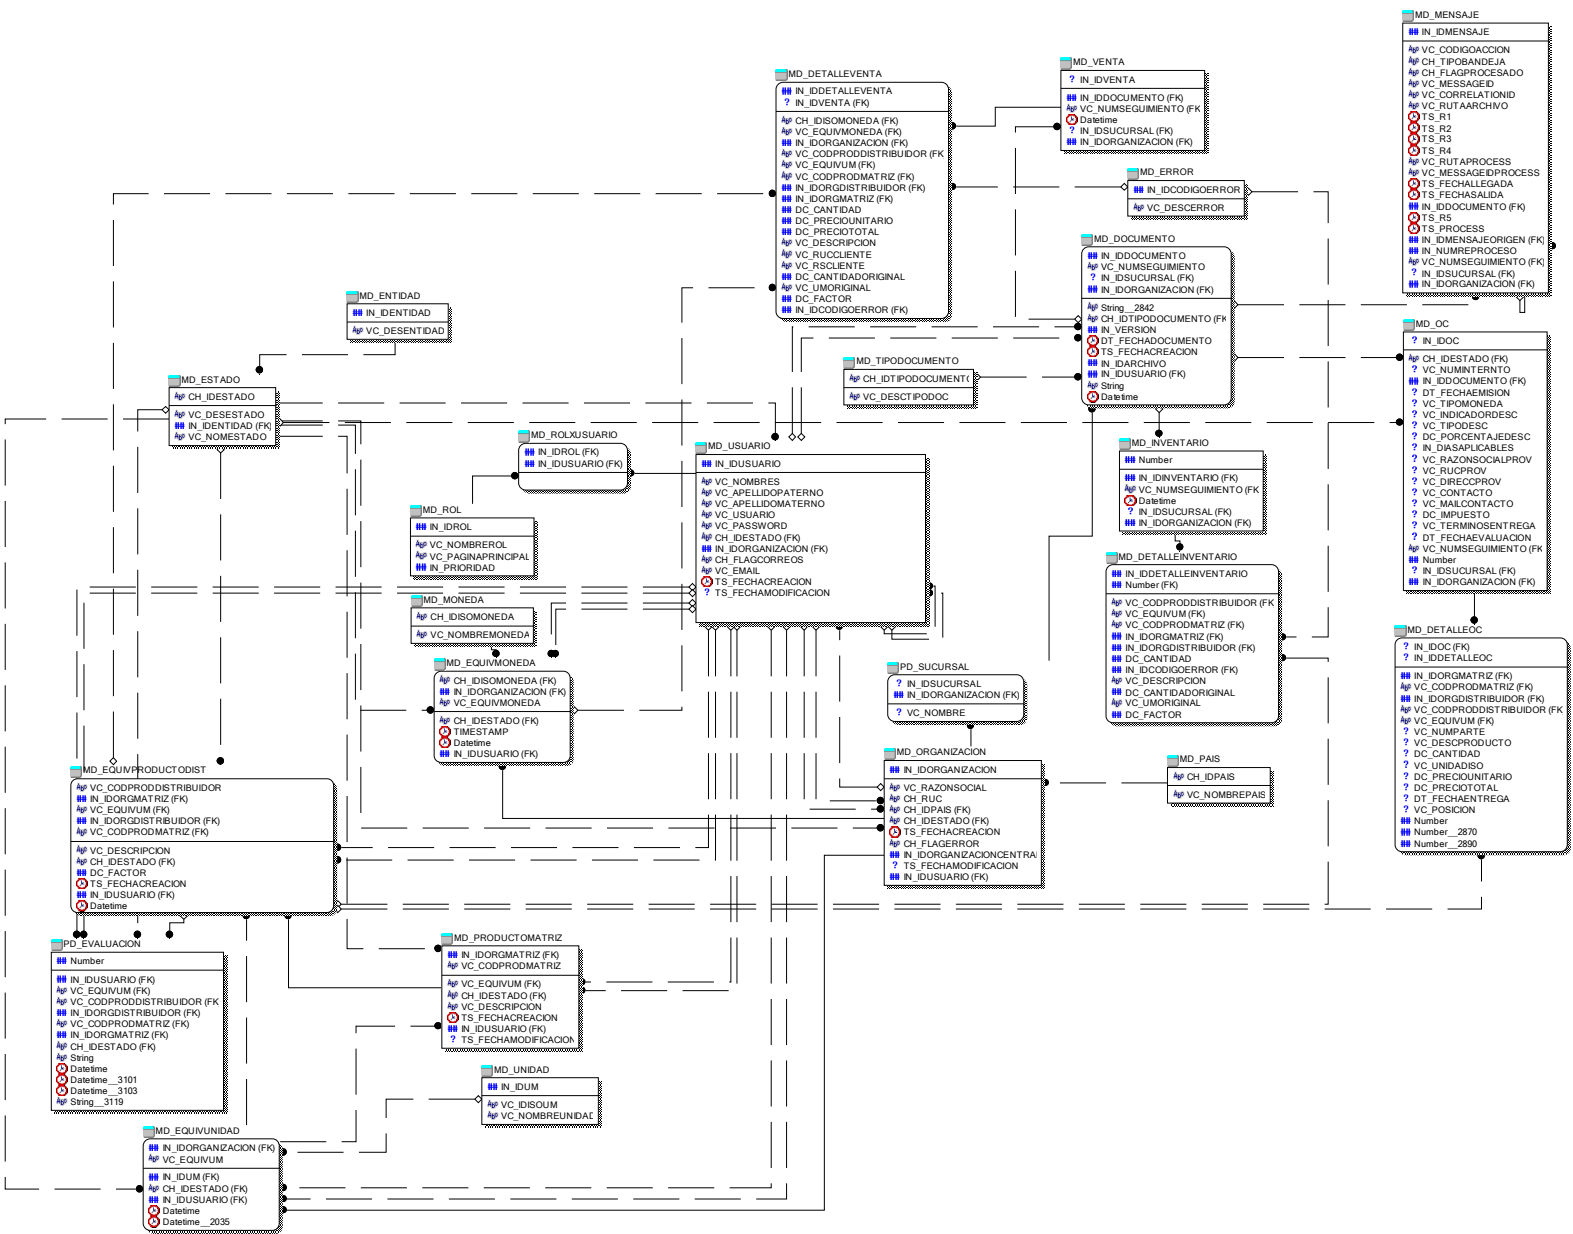 MD_MENSAJE
IN_IDMENSAJE
VC_CODIGOACCION
CH_TIPOBANDEJA
CH_FLAGPROCESADO
VC_MESSAGEID
VC_CORRELATIONID
VC_RUTAARCHIVO
TS_R1
TS_R2
TS_R3
TS_R4
VC_RUTAPROCESS
VC_MESSAGEIDPROCESS
TS_FECHALLEGADA
TS_FECHASALIDA
IN_IDDOCUMENTO (FK)
TS_R5
TS_PROCESS
IN_IDMENSAJEORIGEN (FK)
IN_NUMREPROCESO
VC_NUMSEGUIMIENTO (FK)
IN_IDSUCURSAL (FK)
IN_IDORGANIZACION (FK)
MD_VENTA
IN_IDVENTA
IN_IDDOCUMENTO (FK)
VC_NUMSEGUIMIENTO (FK
Datetime
IN_IDSUCURSAL (FK)
IN_IDORGANIZACION (FK)
MD_DETALLEVENTA
IN_IDDETALLEVENTA
IN_IDVENTA (FK)
CH_IDISOMONEDA (FK)
VC_EQUIVMONEDA (FK)
IN_IDORGANIZACION (FK)
VC_CODPRODDISTRIBUIDOR (FK
VC_EQUIVUM (FK)
VC_CODPRODMATRIZ (FK)
IN_IDORGDISTRIBUIDOR (FK)
IN_IDORGMATRIZ (FK)
DC_CANTIDAD
DC_PRECIOUNITARIO
DC_PRECIOTOTAL
VC_DESCRIPCION
VC_RUCCLIENTE
VC_RSCLIENTE
DC_CANTIDADORIGINAL
VC_UMORIGINAL
DC_FACTOR
IN_IDCODIGOERROR (FK)
MD_ERROR
IN_IDCODIGOERROR
VC_DESCERROR
MD_DOCUMENTO
IN_IDDOCUMENTO
VC_NUMSEGUIMIENTO
IN_IDSUCURSAL (FK)
IN_IDORGANIZACION (FK)
String__2842
CH_IDTIPODOCUMENTO (FK
IN_VERSION
DT_FECHADOCUMENTO
TS_FECHACREACION
IN_IDARCHIVO
IN_IDUSUARIO (FK)
String
Datetime
MD_ENTIDAD
IN_IDENTIDAD
VC_DESENTIDAD
MD_OC
IN_IDOC
CH_IDESTADO (FK)
VC_NUMINTERNTO
IN_IDDOCUMENTO (FK)
DT_FECHAEMISION
VC_TIPOMONEDA
VC_INDICADORDESC
VC_TIPODESC
DC_PORCENTAJEDESC
IN_DIASAPLICABLES
VC_RAZONSOCIALPROV
VC_RUCPROV
VC_DIRECCPROV
VC_CONTACTO
VC_MAILCONTACTO
DC_IMPUESTO
VC_TERMINOSENTREGA
DT_FECHAEVALUACION
VC_NUMSEGUIMIENTO (FK
Number
IN_IDSUCURSAL (FK)
IN_IDORGANIZACION (FK)
MD_TIPODOCUMENTO
CH_IDTIPODOCUMENT(
VC_DESCTIPODOC
MD_ESTADO
CH_IDESTADO
VC_DESESTADO
IN_IDENTIDAD (FK)
VC_NOMESTADO
MD_ROLXUSUARIO
IN_IDROL (FK)
IN_IDUSUARIO (FK)
MD_USUARIO
IN_IDUSUARIO
VC_NOMBRES
VC_APELLIDOPATERNO
VC_APELLIDOMATERNO
VC_USUARIO
VC_PASSWORD
CH_IDESTADO (FK)
IN_IDORGANIZACION (FK)
CH_FLAGCORREOS
VC_EMAIL
TS_FECHACREACION
TS_FECHAMODIFICACION
MD_INVENTARIO
Number
IN_IDINVENTARIO (FK)
VC_NUMSEGUIMIENTO (FK
Datetime
IN_IDSUCURSAL (FK)
IN_IDORGANIZACION (FK)
MD_ROL
IN_IDROL
VC_NOMBREROL
VC_PAGINAPRINCIPAL
IN_PRIORIDAD
MD_DETALLEINVENTARIO
IN_IDDETALLEINVENTARIO
Number (FK)
VC_CODPRODDISTRIBUIDOR (FK
VC_EQUIVUM (FK)
VC_CODPRODMATRIZ (FK)
IN_IDORGMATRIZ (FK)
IN_IDORGDISTRIBUIDOR (FK)
DC_CANTIDAD
IN_IDCODIGOERROR (FK)
VC_DESCRIPCION
DC_CANTIDADORIGINAL
VC_UMORIGINAL
DC_FACTOR
MD_MONEDA
CH_IDISOMONEDA
VC_NOMBREMONEDA
MD_DETALLEOC
IN_IDOC (FK)
IN_IDDETALLEOC
IN_IDORGMATRIZ (FK)
VC_CODPRODMATRIZ (FK)
IN_IDORGDISTRIBUIDOR (FK)
VC_CODPRODDISTRIBUIDOR (FK
VC_EQUIVUM (FK)
VC_NUMPARTE
VC_DESCPRODUCTO
DC_CANTIDAD
VC_UNIDADISO
DC_PRECIOUNITARIO
DC_PRECIOTOTAL
DT_FECHAENTREGA
VC_POSICION
Number
Number__2870
Number__2890
MD_EQUIVMONEDA
CH_IDISOMONEDA (FK)
IN_IDORGANIZACION (FK)
VC_EQUIVMONEDA
CH_IDESTADO (FK)
TIMESTAMP
Datetime
IN_IDUSUARIO (FK)
PD_SUCURSAL
IN_IDSUCURSAL
IN_IDORGANIZACION (FK)
VC_NOMBRE
MD_ORGANIZACION
IN_IDORGANIZACION
VC_RAZONSOCIAL
CH_RUC
CH_IDPAIS (FK)
CH_IDESTADO (FK)
TS_FECHACREACION
CH_FLAGERROR
IN_IDORGANIZACIONCENTRAL
TS_FECHAMODIFICACION
IN_IDUSUARIO (FK)
MD_PAIS
CH_IDPAIS
VC_NOMBREPAIS
MD_EQUIVPRODUCTODIST
VC_CODPRODDISTRIBUIDOR
IN_IDORGMATRIZ (FK)
VC_EQUIVUM (FK)
IN_IDORGDISTRIBUIDOR (FK)
VC_CODPRODMATRIZ (FK)
VC_DESCRIPCION
CH_IDESTADO (FK)
DC_FACTOR
TS_FECHACREACION
IN_IDUSUARIO (FK)
Datetime
PD_EVALUACION
Number
IN_IDUSUARIO (FK)
VC_EQUIVUM (FK)
VC_CODPRODDISTRIBUIDOR (FK
IN_IDORGDISTRIBUIDOR (FK)
VC_CODPRODMATRIZ (FK)
IN_IDORGMATRIZ (FK)
CH_IDESTADO (FK)
String
Datetime
Datetime__3101
Datetime__3103
String__3119
MD_PRODUCTOMATRIZ
IN_IDORGMATRIZ (FK)
VC_CODPRODMATRIZ
VC_EQUIVUM (FK)
CH_IDESTADO (FK)
VC_DESCRIPCION
TS_FECHACREACION
IN_IDUSUARIO (FK)
TS_FECHAMODIFICACION
MD_UNIDAD
IN_IDUM
VC_IDISOUM
VC_NOMBREUNIDAD
MD_EQUIVUNIDAD
IN_IDORGANIZACION (FK)
VC_EQUIVUM
IN_IDUM (FK)
CH_IDESTADO (FK)
IN_IDUSUARIO (FK)
Datetime
Datetime__2035